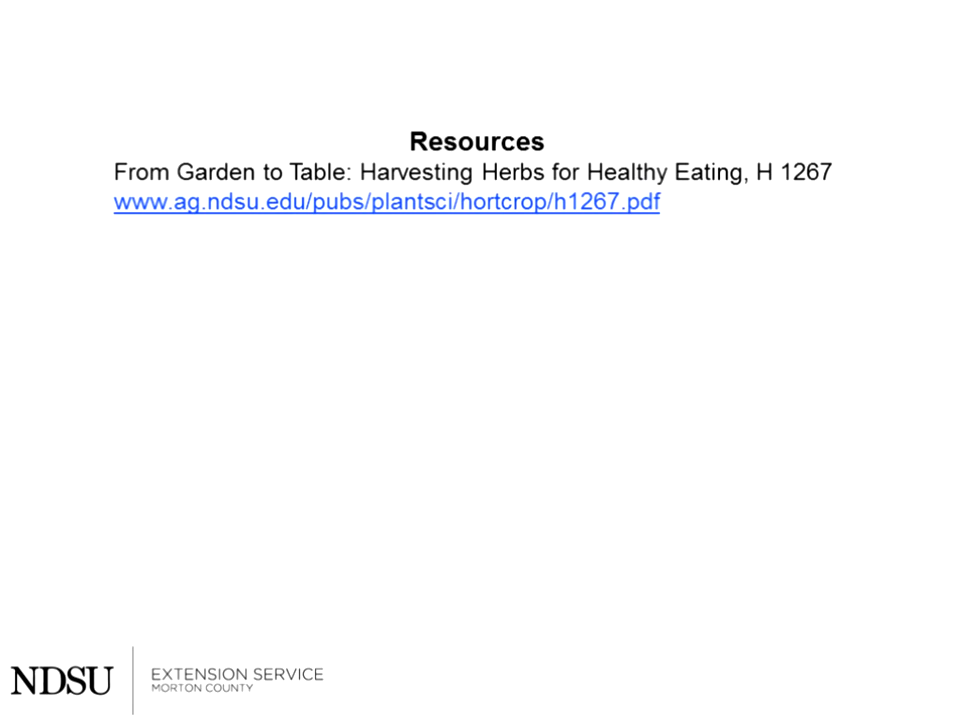 Resources
From Garden to Table: Harvesting Herbs for Healthy Eating, H 1267
www.ag.ndsu.edu/pubs/plantsci/hortcrop/h1267.pdf
NDSU
EXTENSION SERVICE
MORTON COUNTY